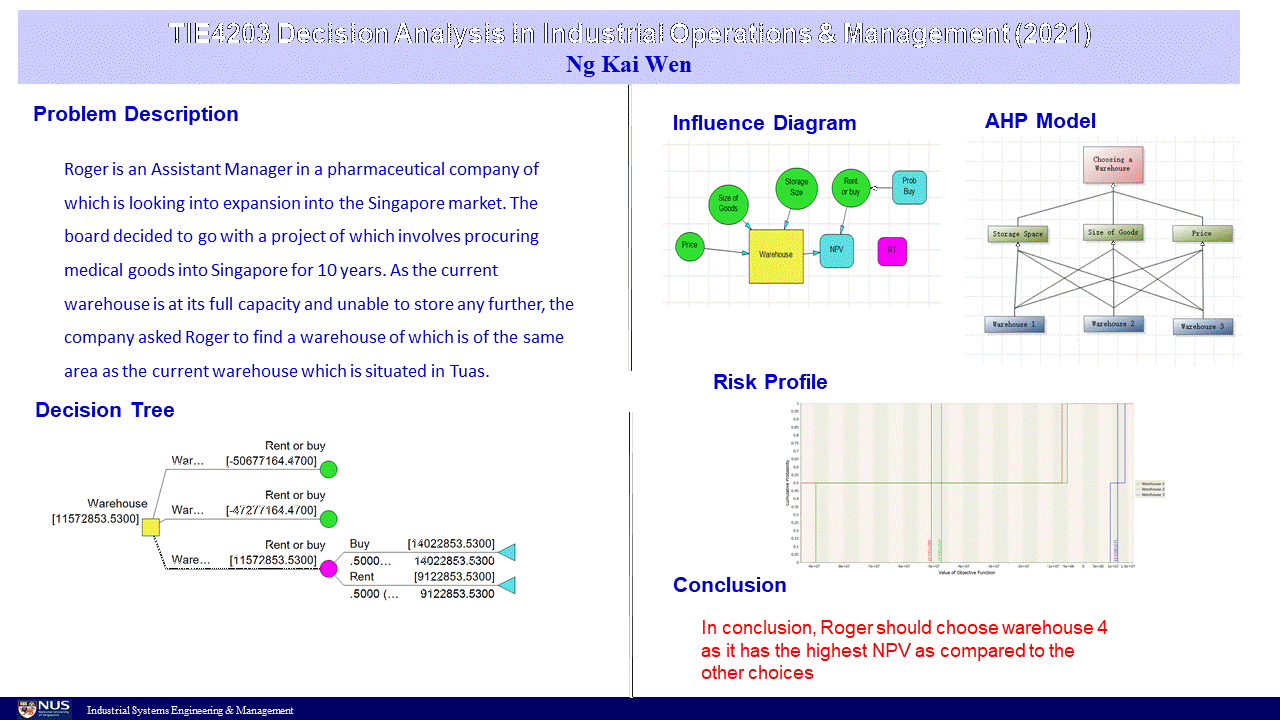 TIE4203 Decision Analysis in Industrial Operations & Management (2021)
Ng Kai Wen
Problem Description
Roger is an Assistant Manager in a pharmaceutical company of
which is looking into expansion into the Singapore market. The
board decided to go with a project of which involves procuring
medical goods into Singapore for 10 years. As the current
warehouse is at its full capacity and unable to store any further, the
company asked Roger to find a warehouse of which is of the same
area as the current warehouse which is situated in Tuas.
Decision Tree
Rent or buy
War... [-50677164.4700]
Rent or buy
War... [-47277164.4700]
Warehouse
[11572853.5300]
Rent or buy
Ware... [11572853.5300]
Buy [14022853.5300]
.5000... 14022853.5300
Rent [9122853.5300]
.5000 (... 9122853.5300
Influence Diagram
Price
Size of
Goods
Storage
Size
Rent
or buy
Prob
Buy
Warehouse
NPV
RT
AHP Model
Choosing a
Warehouse
Storage Space
Size of Goods
Price
Warehouse 1
Warehouse 2
Warehouse 3
Risk Profile
Cumulative Probability
Value of Objective Function
Warehouse 1
Warehouse 2
Warehouse 3
Conclusion
In conclusion, Roger should choose warehouse 4
as it has the highest NPV as compared to the
other choices
NUS
National University
of Singapore
Industrial Systems Engineering & Management